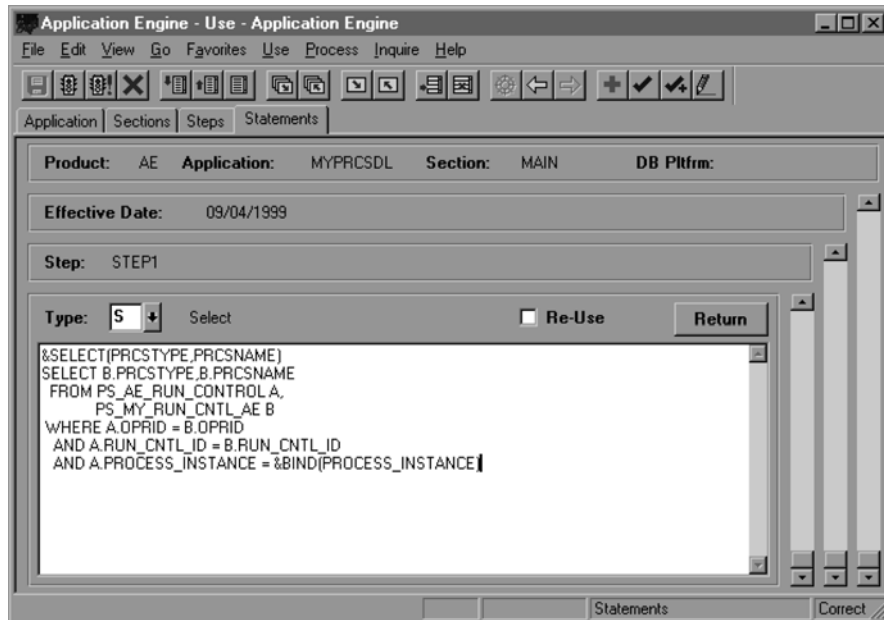 Application Engine - Use - Application Engine
File Edit View Go Favorites Use Process Inquire Help
Application Sections Steps Statements
Product: AE Application: MYPRCSDL Section: MAIN DB Pltfrm:
Effective Date: 09/04/1999
Step: STEP1
Type: S Select Re-Use Return
&SELECT(PRCSTYPE,PRCSNAME)
SELECT B.PRCSTYPE,B.PRCSNAME
FROM PS_AE_RUN_CONTROL A,
PS_MY_RUN_CNTL_AE B
WHERE A.OPRID = B.OPRID
AND A.RUN_CNTL_ID = B.RUN_CNTL_ID
AND A.PROCESS_INSTANCE = &BIND(PROCESS_INSTANCE)
Statements Correct